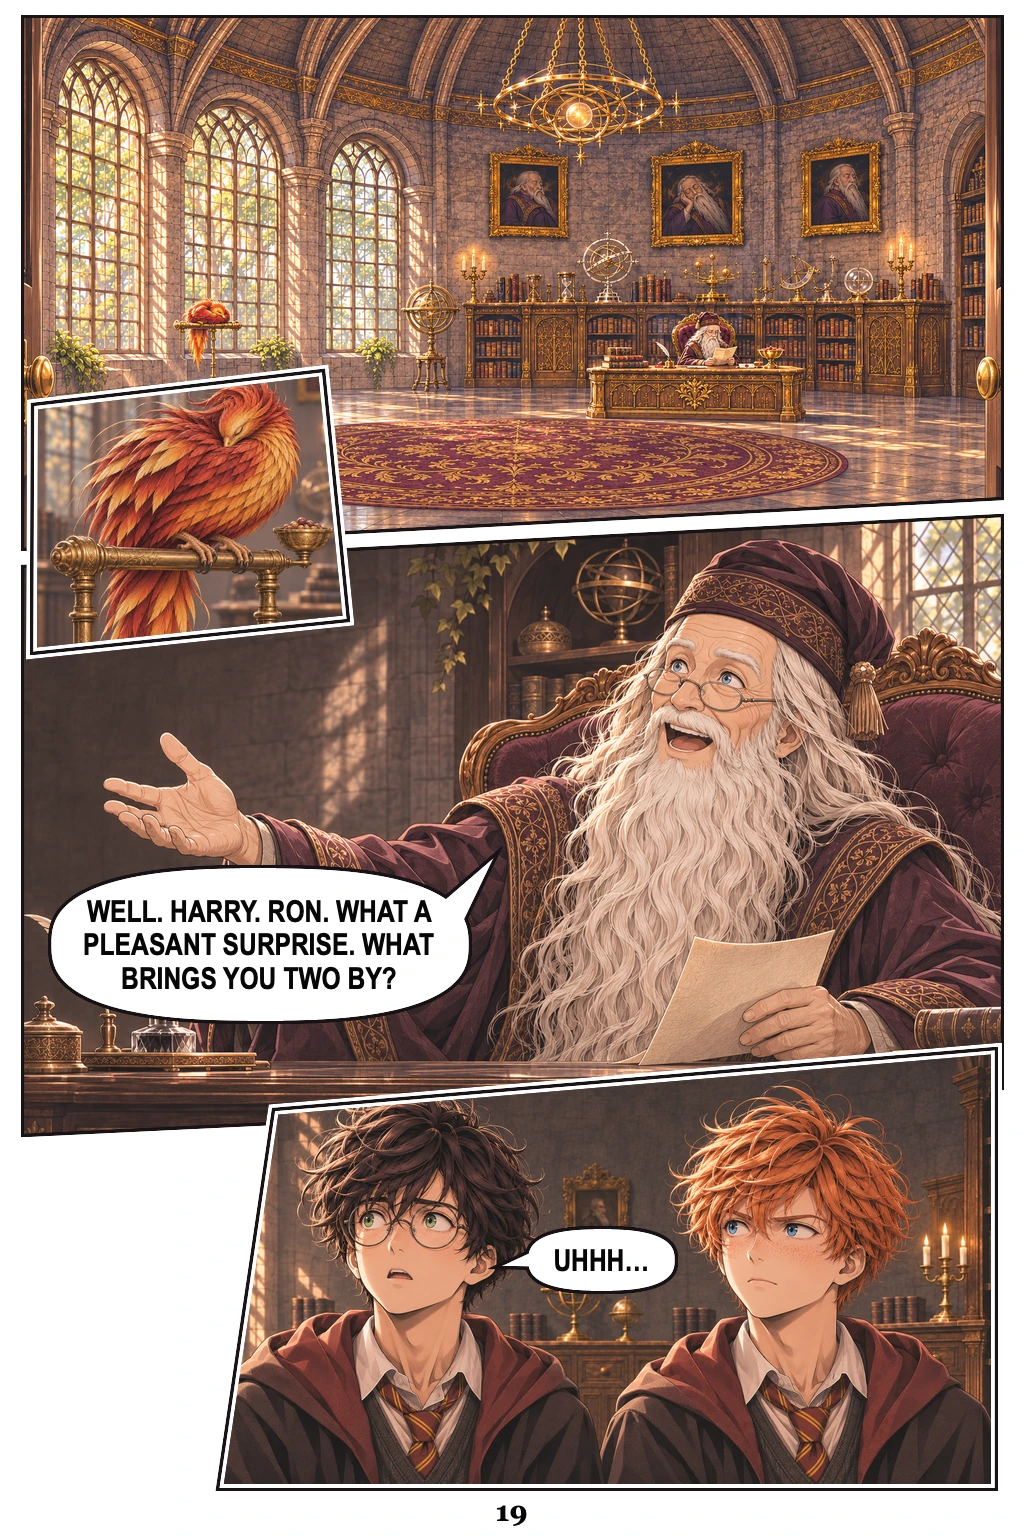 WELL. HARRY. RON. WHAT A
PLEASANT SURPRISE. WHAT
BRINGS YOU TWO BY?
UHHH...
19